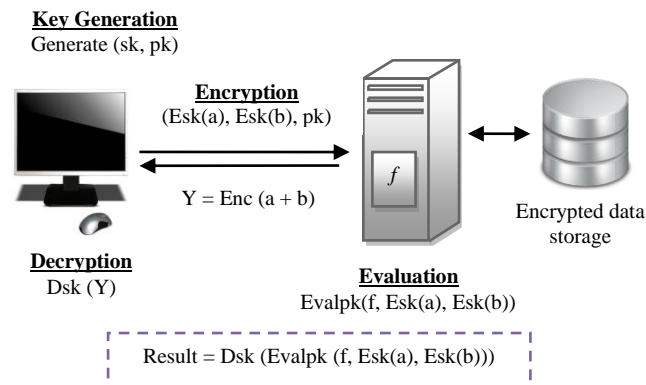 Key Generation
Generate (sk, pk)
Encryption
(Esk(a), Esk(b), pk)
Y = Enc (a + b)
f
Encrypted data
storage
Decryption
Dsk (Y)
Evaluation
Evalpk(f, Esk(a), Esk(b))
Result = Dsk (Evalpk (f, Esk(a), Esk(b)))